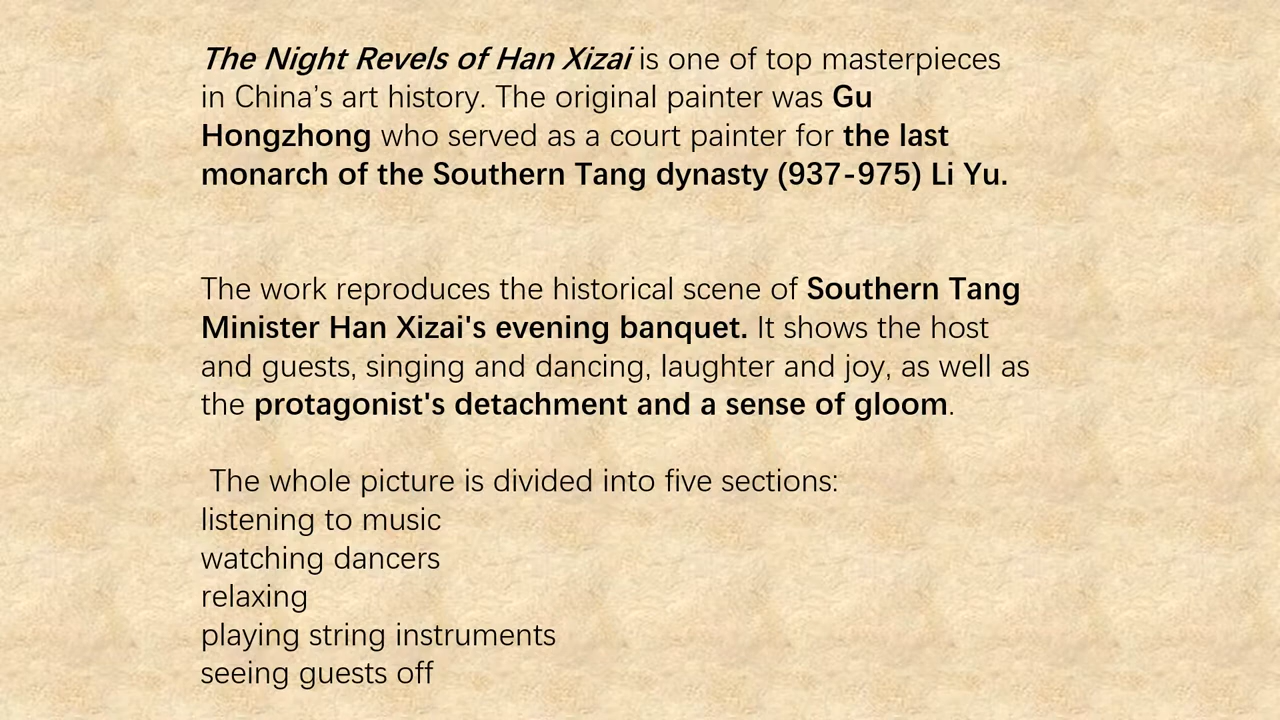 The Night Revels of Han Xizai is one of top masterpieces
in China’s art history. The original painter was Gu
Hongzhong who served as a court painter for the last
monarch of the Southern Tang dynasty (937-975) Li Yu.
The work reproduces the historical scene of Southern Tang
Minister Han Xizai's evening banquet. It shows the host
and guests, singing and dancing, laughter and joy, as well as
the protagonist's detachment and a sense of gloom.
The whole picture is divided into five sections:
listening to music
watching dancers
relaxing
playing string instruments
seeing guests off